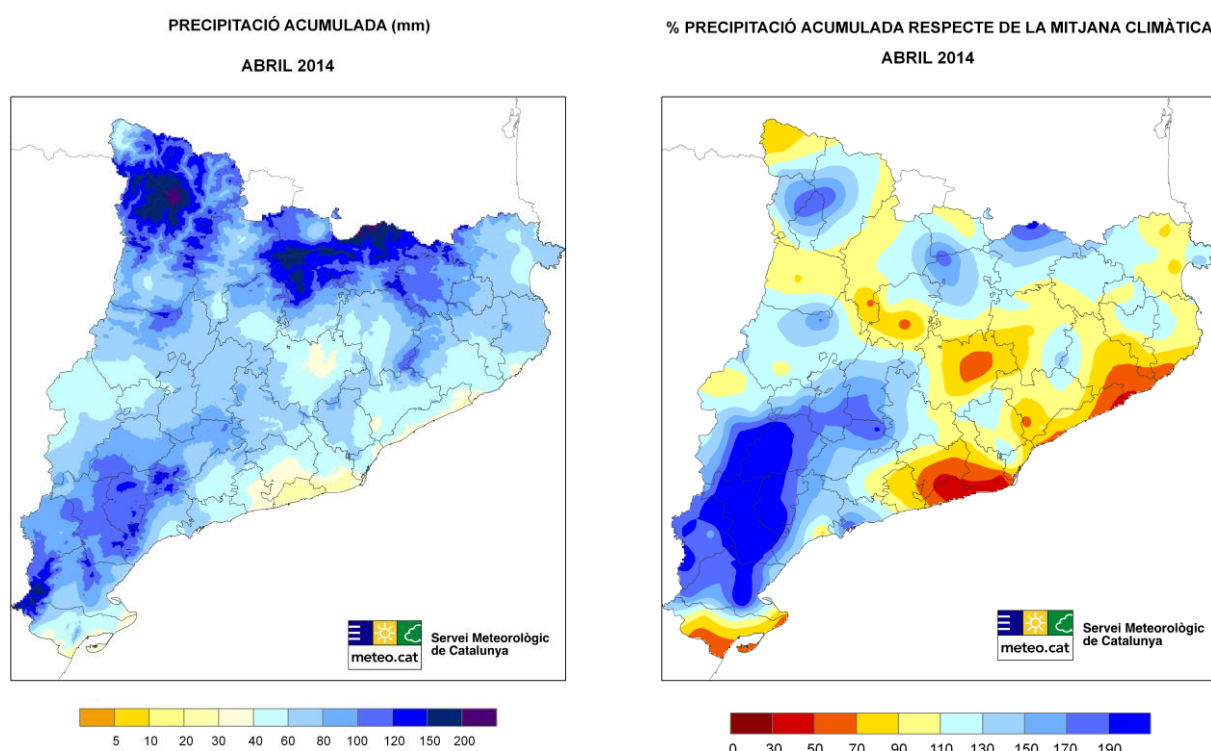 PRECIPITACIÓ ACUMULADA (mm)
ABRIL 2014
meteo.cat
Servei Meteorològic
de Catalunya
5 10 20 30 40 60 80 100 120 150 200
% PRECIPITACIÓ ACUMULADA RESPECTE DE LA MITJANA CLIMÀTICA
ABRIL 2014
meteo.cat
Servei Meteorològic
de Catalunya
0 30 50 70 90 110 130 150 170 190